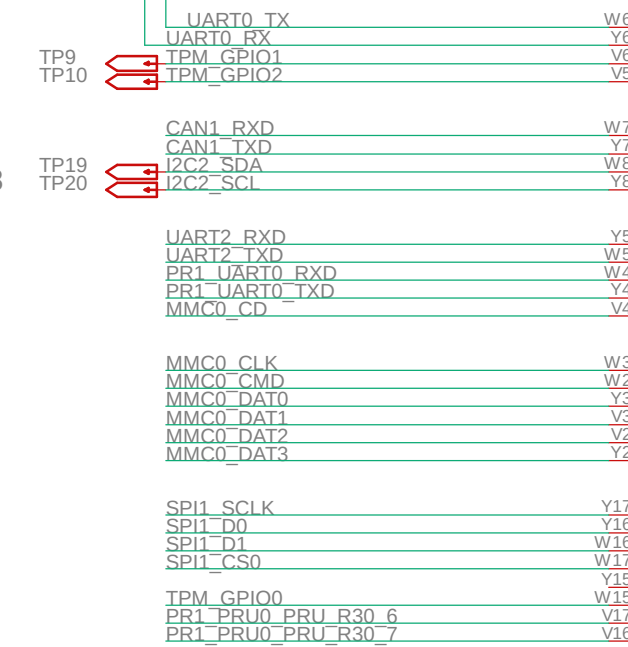 UART0_TX W6
UART0_RX Y6
TP9 TPM_GPIO1 V6
TP10 TPM_GPIO2 V5
CAN1_RXD W7
CAN1_TXD Y7
TP19 I2C2_SDA W8
TP20 I2C2_SCL Y8
UART2_RXD Y5
UART2_TXD W5
PR1_UART0_RXD W4
PR1_UART0_TXD Y4
MMC0_CD V4
MMC0_CLK W3
MMC0_CMD W2
MMC0_DAT0 Y3
MMC0_DAT1 V3
MMC0_DAT2 V2
MMC0_DAT3 Y2
SPI1_SCLK Y17
SPI1_D0 Y16
SPI1_D1 W16
SPI1_CS0 W17
Y15
TPM_GPIO0 W15
PR1_PRU0_PRU_R30_6 V17
PR1_PRU0_PRU_R30_7 V16